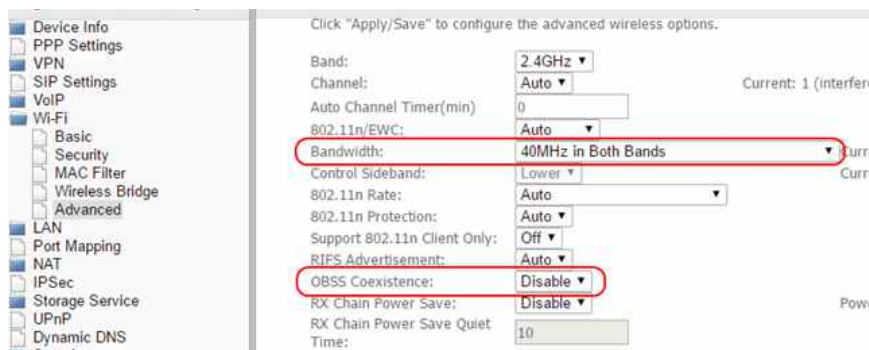 Click "Apply/Save" to configure the advanced wireless options.
Device Info
PPP Settings
VPN
SIP Settings
VoIP
Wi-Fi
Basic
Security
MAC Filter
Wireless Bridge
Advanced
LAN
Port Mapping
NAT
IPSec
Storage Service
UPnP
Dynamic DNS
Band: 2.4GHz
Channel: Auto Current: 1 (interfere
Auto Channel Timer(min) 0
802.11n/EWC: Auto
Bandwidth: 40MHz in Both Bands Curr
Control Sideband: Lower Curr
802.11n Rate: Auto
802.11n Protection: Auto
Support 802.11n Client Only: Off
RIFS Advertisement: Auto
OBSS Coexistence: Disable
RX Chain Power Save: Disable Pow
RX Chain Power Save Quiet
Time: 10